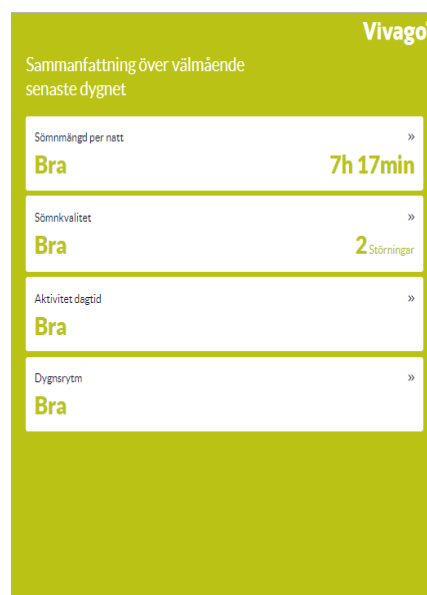 Vivago
Sammanfattning över välmående
senaste dygnet
Sömnmängd per natt »
Bra 7h 17min
Sömnkvalitet »
Bra 2 Störningar
Aktivitet dagtid »
Bra
Dygnsrytm »
Bra